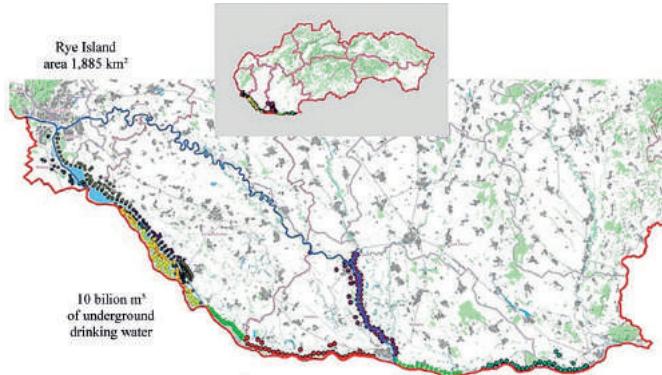 Rye Island
area 1,885 km²
10 bilion m³
of underground
drinking water